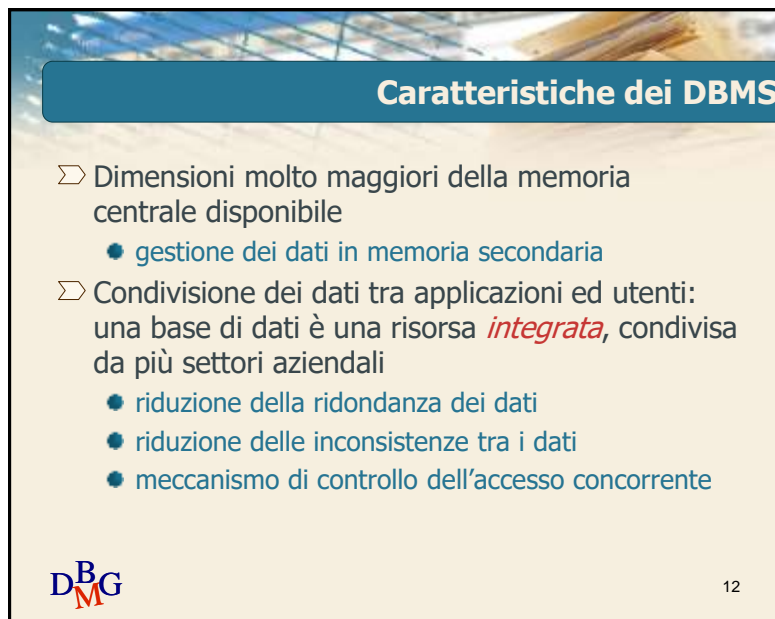 Caratteristiche dei DBMS
Dimensioni molto maggiori della memoria
centrale disponibile
gestione dei dati in memoria secondaria
Condivisione dei dati tra applicazioni ed utenti:
una base di dati è una risorsa integrata, condivisa
da più settori aziendali
riduzione della ridondanza dei dati
riduzione delle inconsistenze tra i dati
meccanismo di controllo dell'accesso concorrente
DBMG
12